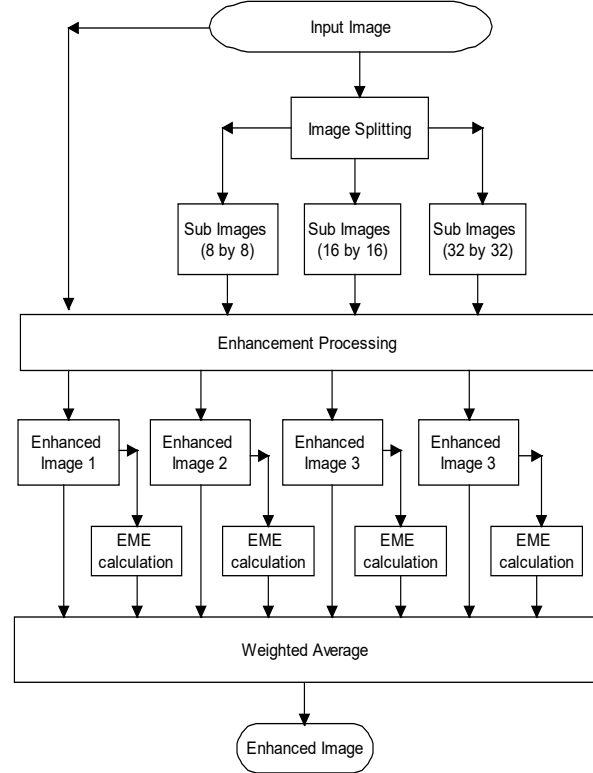 Input Image
Image Splitting
Sub Images
(8 by 8)
Sub Images
(16 by 16)
Sub Images
(32 by 32)
Enhancement Processing
Enhanced
Image 1
Enhanced
Image 2
Enhanced
Image 3
Enhanced
Image 3
EME
calculation
EME
calculation
EME
calculation
EME
calculation
Weighted Average
Enhanced Image